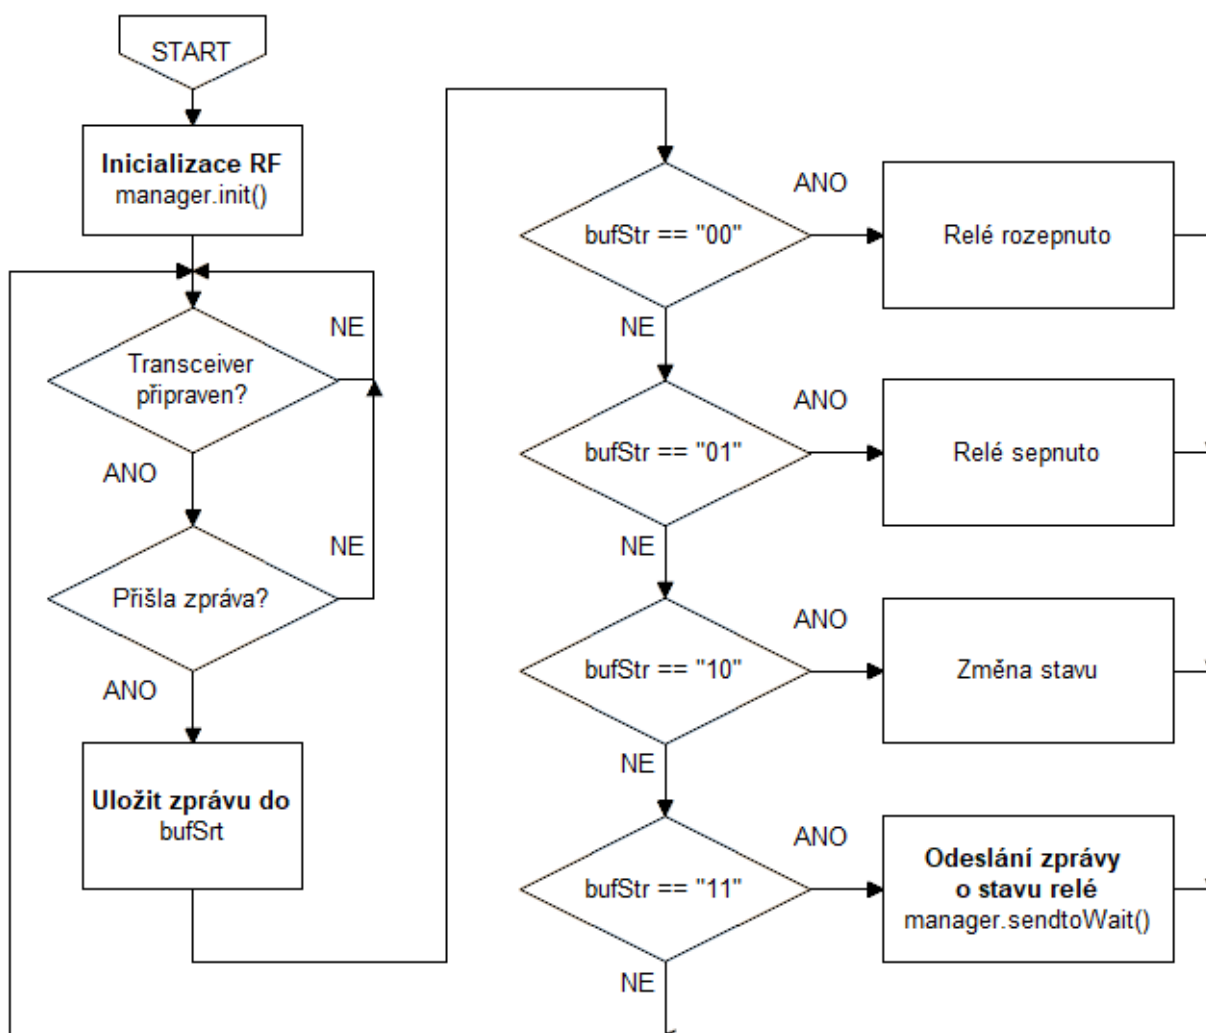 START
Inicializace RF
manager.init()
NE
Transceiver
připraven?
ANO
NE
Přišla zpráva?
ANO
Uložit zprávu do
bufSrt
bufStr == "00"
ANO
Relé rozepnuto
NE
bufStr == "01"
ANO
Relé sepnuto
NE
bufStr == "10"
ANO
Změna stavu
NE
bufStr == "11"
ANO
Odeslání zprávy
o stavu relé
manager.sendtoWait()
NE